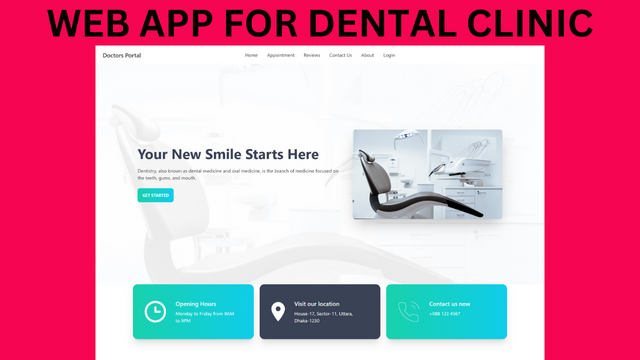 WEB APP FOR DENTAL CLINIC
Doctors Portal
Home Appointment Reviews Contact Us About Login
Your New Smile Starts Here
Dentistry, also known as dental medicine and oral medicine, is the branch of medicine focused on
the teeth, gums, and mouth.
GET STARTED
Opening Hours
Monday to Friday from 9AM
to 9PM
Visit our location
House-17, Sector-11, Uttara,
Dhaka-1230
Contact us now
+088 123 4567